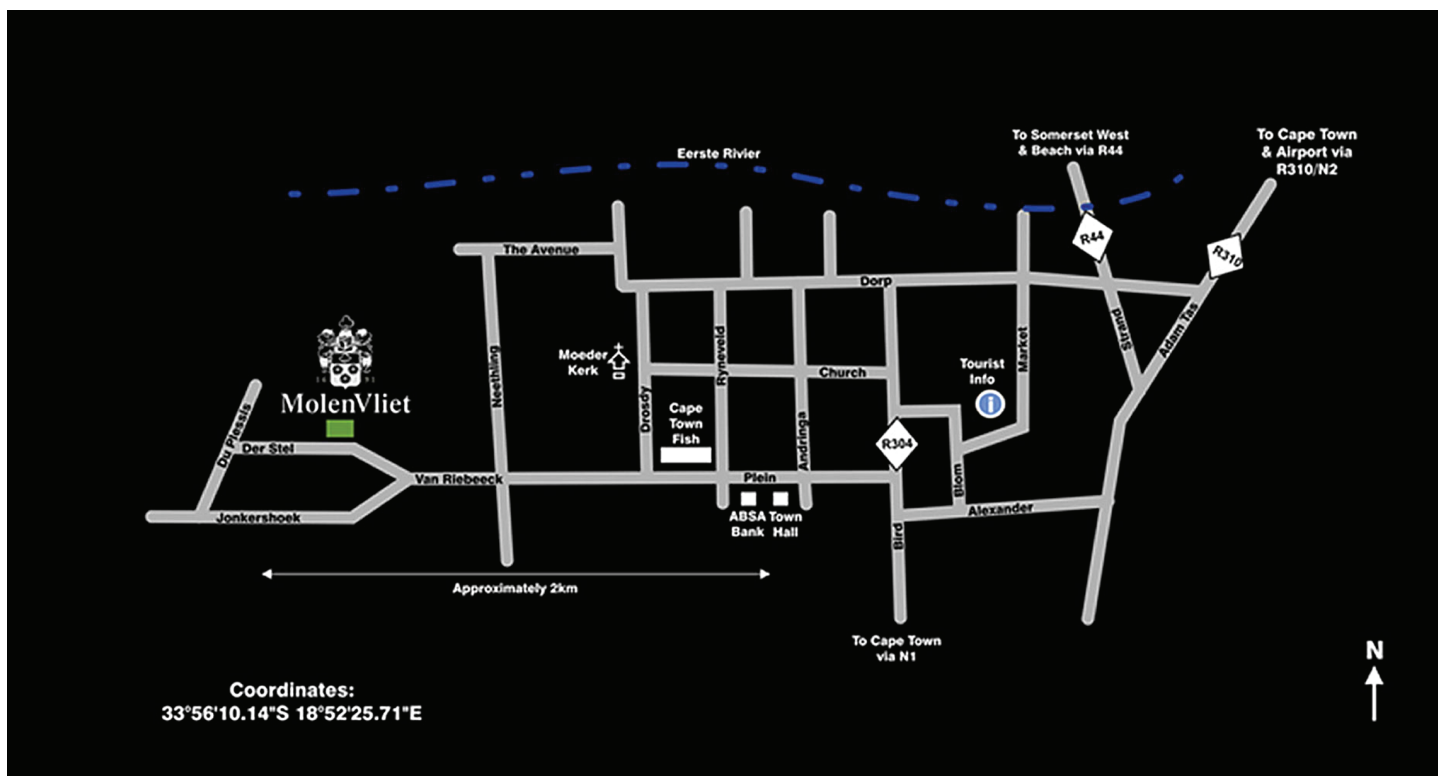 To Somerset West
& Beach via R44
To Cape Town
& Airport via
R310/N2
Eerste Rivier
R44
R310
The Avenue
Dorp
Strand
Adam Tas
Neethling
Moeder
Kerk
Ryneveld
Church
Market
Tourist
Info
i
MolenVliet
Du Plessis
Der Stel
Drosdy
Cape
Town
Fish
Andringa
R304
Van Riebeeck
Plein
Blom
ABSA
Bank
Town
Hall
Alexander
Jonkershoek
Bird
Approximately 2km
To Cape Town
via N1
N
Coordinates:
33°56'10.14"S 18°52'25.71"E